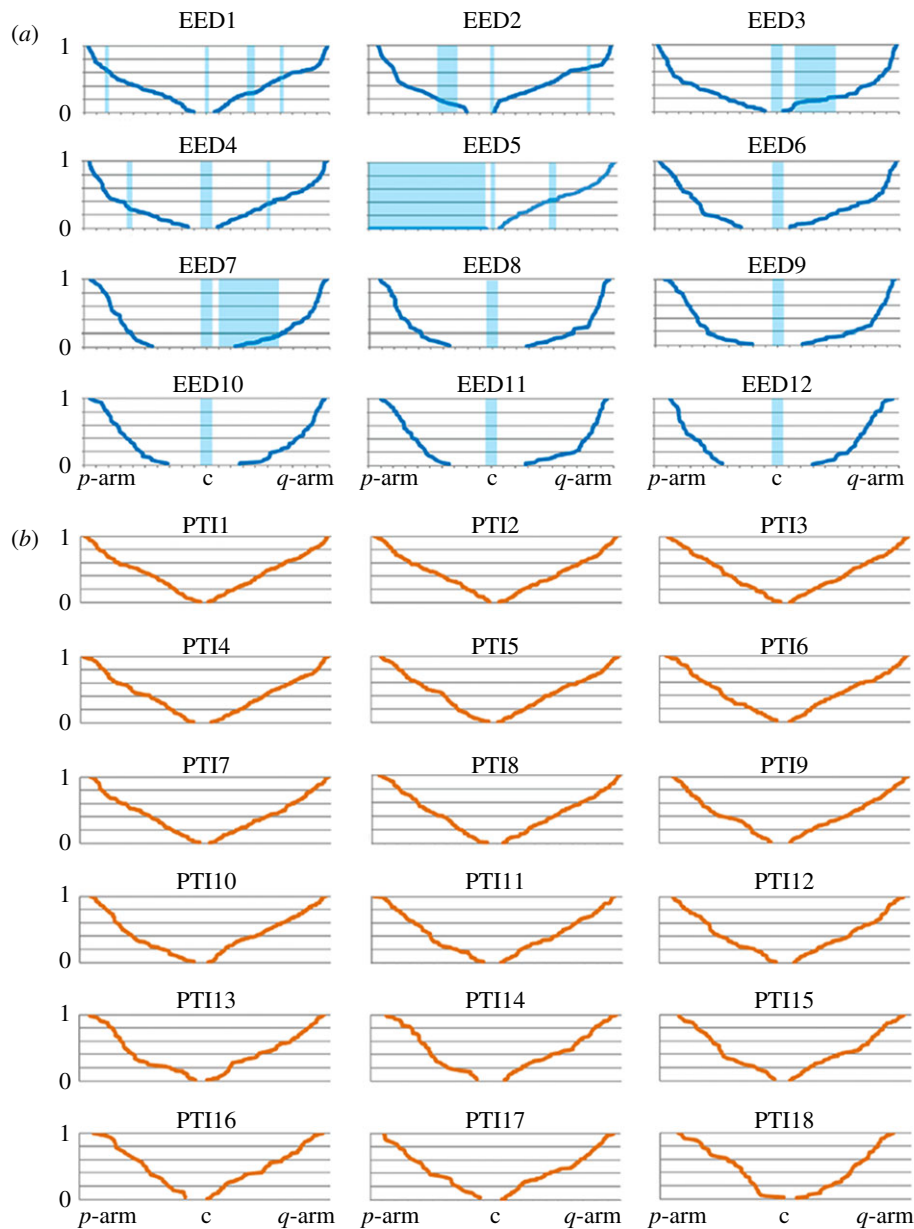 (a)
EED1 EED2 EED3
1
0
EED4 EED5 EED6
1
0
EED7 EED8 EED9
1
0
EED10 EED11 EED12
1
0
p-arm c q-arm p-arm c q-arm p-arm c q-arm
(b)
PTI1 PTI2 PTI3
1
0
PTI4 PTI5 PTI6
1
0
PTI7 PTI8 PTI9
1
0
PTI10 PTI11 PTI12
1
0
PTI13 PTI14 PTI15
1
0
PTI16 PTI17 PTI18
1
0
p-arm c q-arm p-arm c q-arm p-arm c q-arm